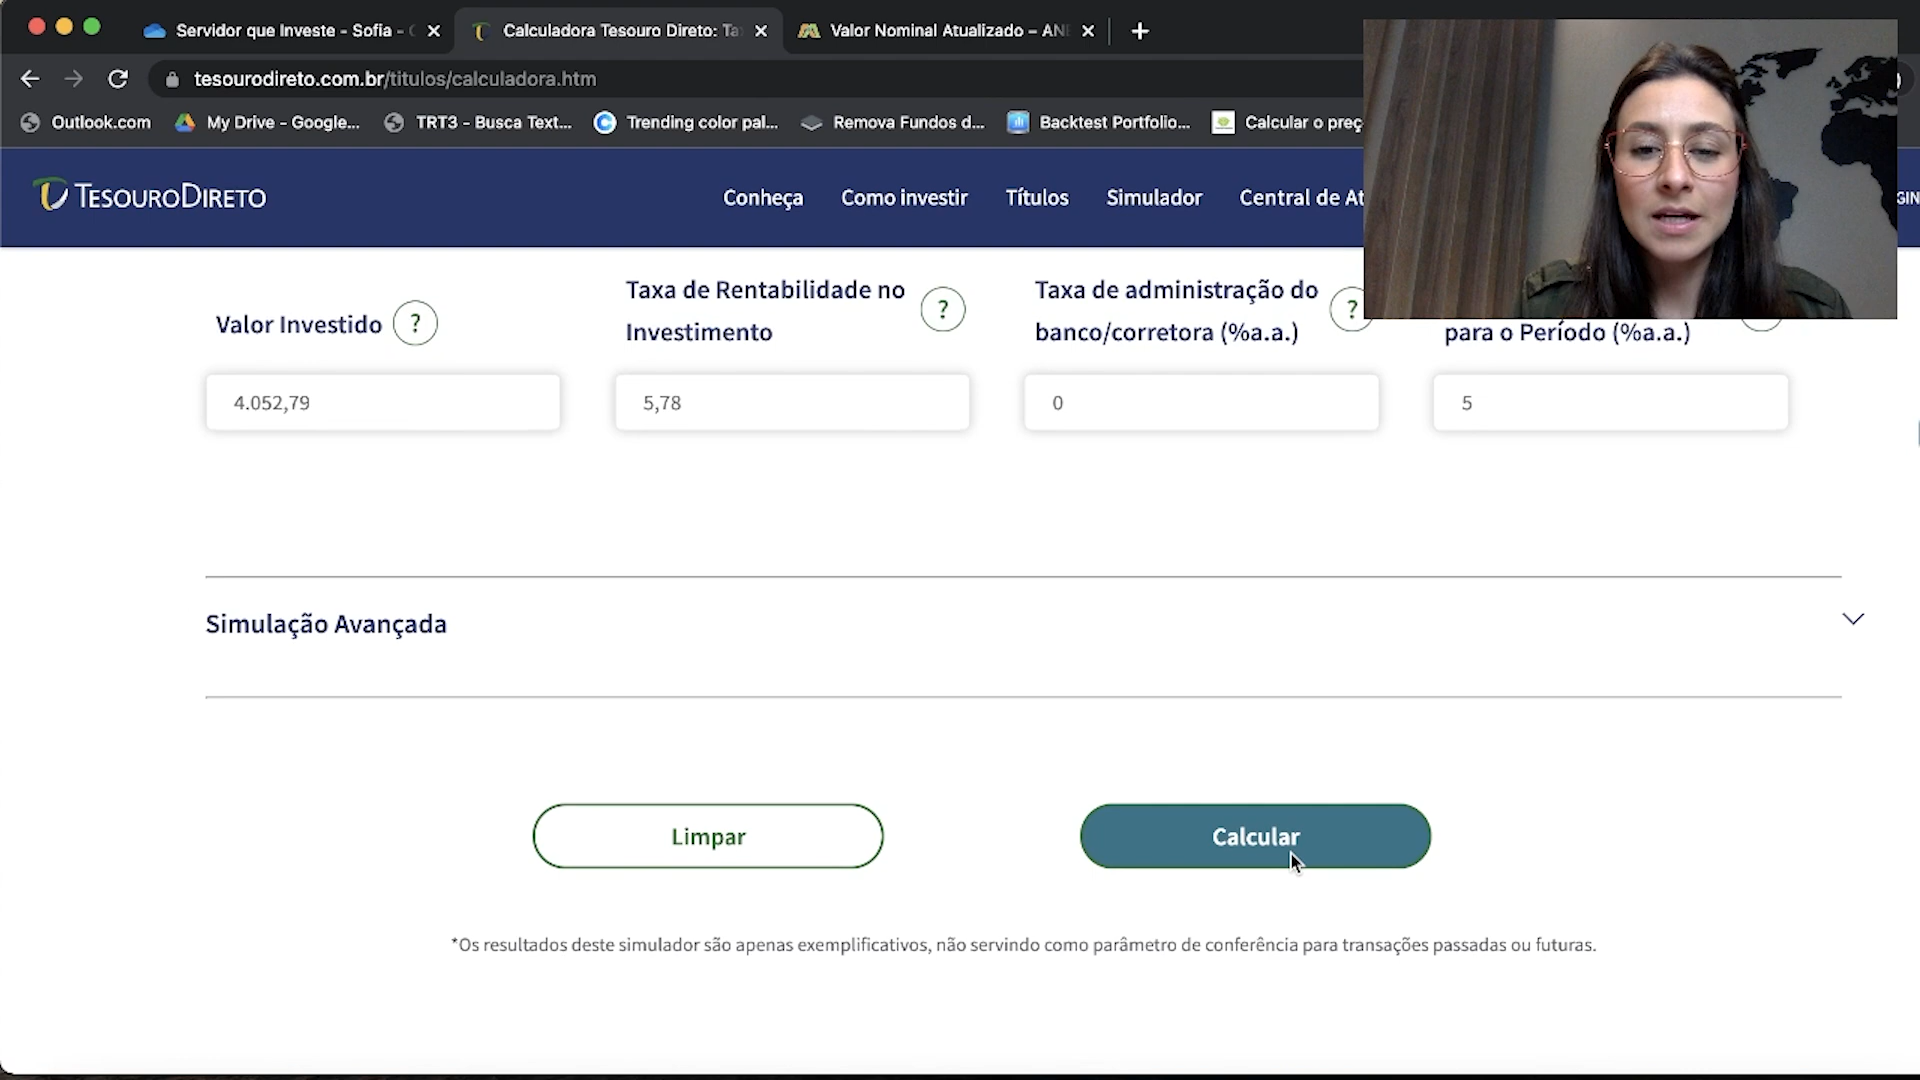 Servidor que Investe - Sofia -
Calculadora Tesouro Direto: Ta
Valor Nominal Atualizado – AN
tesourodireto.com.br/titulos/calculadora.htm
Outlook.com
My Drive - Google...
TRT3 - Busca Text...
Trending color pal...
Remova Fundos d...
Backtest Portfolio...
Calcular o preç
TESOURODIRETO
Conheça
Como investir
Títulos
Simulador
Central de At
GIN
Valor Investido ?
Taxa de Rentabilidade no
Investimento ?
Taxa de administração do
banco/corretora (%a.a.) ?
para o Período (%a.a.)
4.052,79
5,78
0
5
Simulação Avançada
Limpar
Calcular
*Os resultados deste simulador são apenas exemplificativos, não servindo como parâmetro de conferência para transações passadas ou futuras.